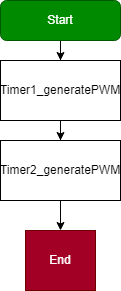 Start
Timer1_generatePWM
Timer2_generatePWM
End